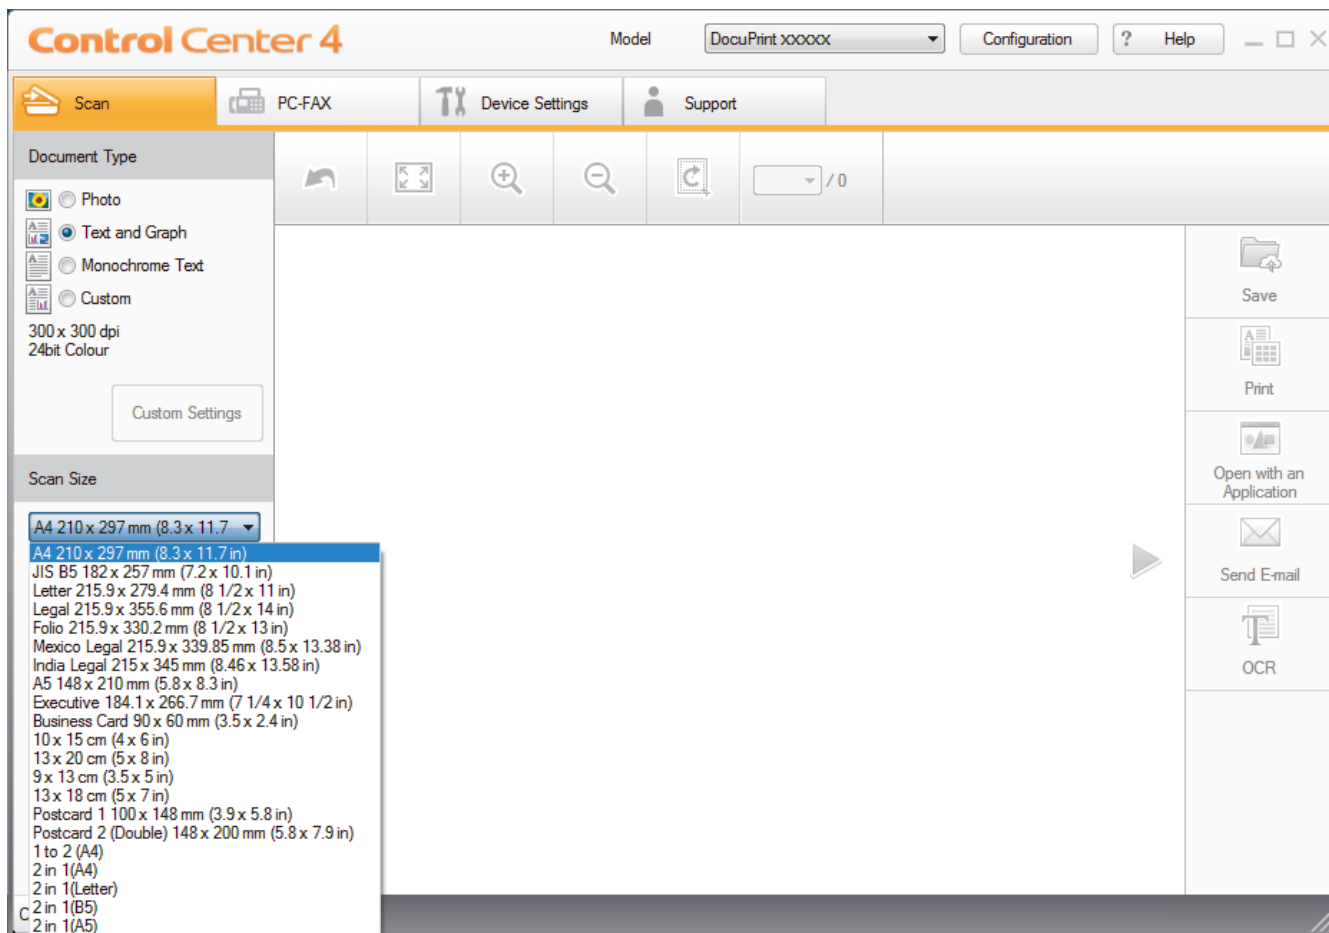 Control Center 4
Model
DocuPrint XXXXX
Configuration
? Help
Scan
PC-FAX
Device Settings
Support
Document Type
Photo
Text and Graph
Monochrome Text
Custom
300 x 300 dpi
24bit Colour
Custom Settings
/ 0
Scan Size
A4 210 x 297 mm (8.3 x 11.7
A4 210 x 297 mm (8.3 x 11.7 in)
JIS B5 182 x 257 mm (7.2 x 10.1 in)
Letter 215.9 x 279.4 mm (8 1/2 x 11 in)
Legal 215.9 x 355.6 mm (8 1/2 x 14 in)
Folio 215.9 x 330.2 mm (8 1/2 x 13 in)
Mexico Legal 215.9 x 339.85 mm (8.5 x 13.38 in)
India Legal 215 x 345 mm (8.46 x 13.58 in)
A5 148 x 210 mm (5.8 x 8.3 in)
Executive 184.1 x 266.7 mm (7 1/4 x 10 1/2 in)
Business Card 90 x 60 mm (3.5 x 2.4 in)
10 x 15 cm (4 x 6 in)
13 x 20 cm (5 x 8 in)
9 x 13 cm (3.5 x 5 in)
13 x 18 cm (5 x 7 in)
Postcard 1 100 x 148 mm (3.9 x 5.8 in)
Postcard 2 (Double) 148 x 200 mm (5.8 x 7.9 in)
1 to 2 (A4)
2 in 1(A4)
2 in 1(Letter)
2 in 1(B5)
2 in 1(A5)
Save
Print
Open with an
Application
Send E-mail
OCR